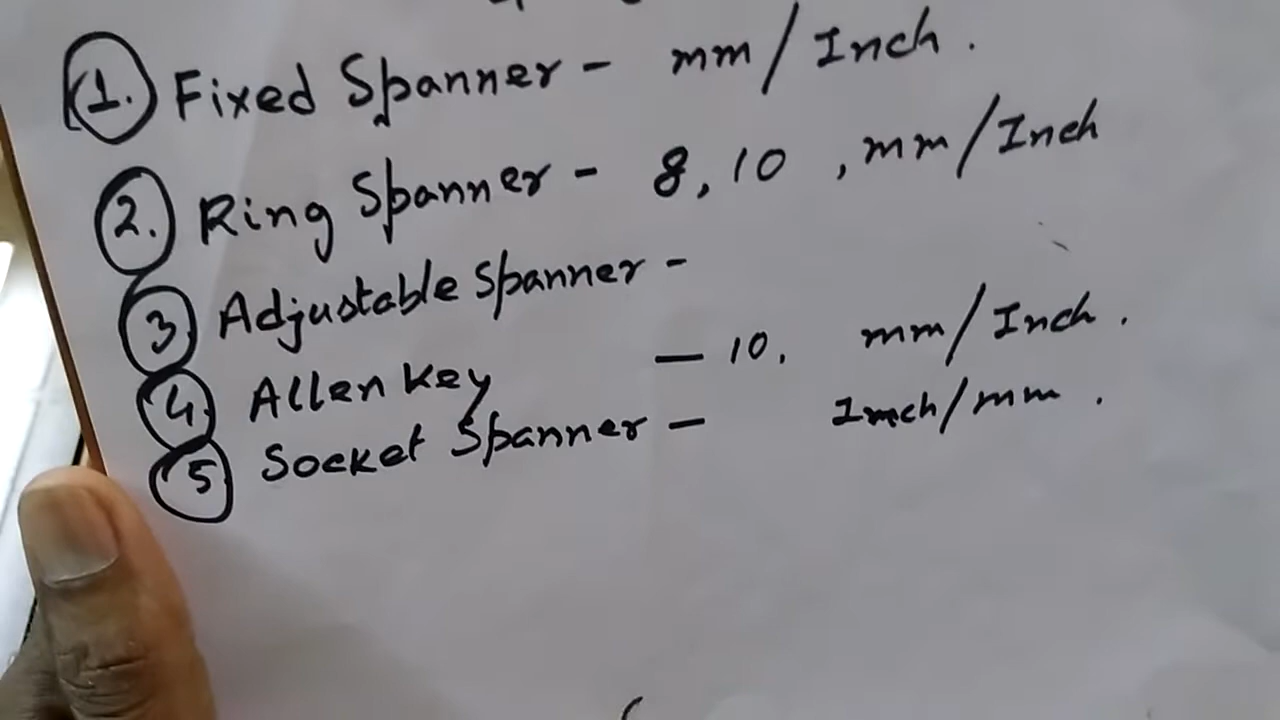 1. Fixed Spanner - mm/Inch.
2. Ring Spanner - 8, 10 , mm/Inch
3 Adjustable Spanner -
4. Allen Key — 10. mm/Inch.
5 Socket Spanner - Inch/mm.